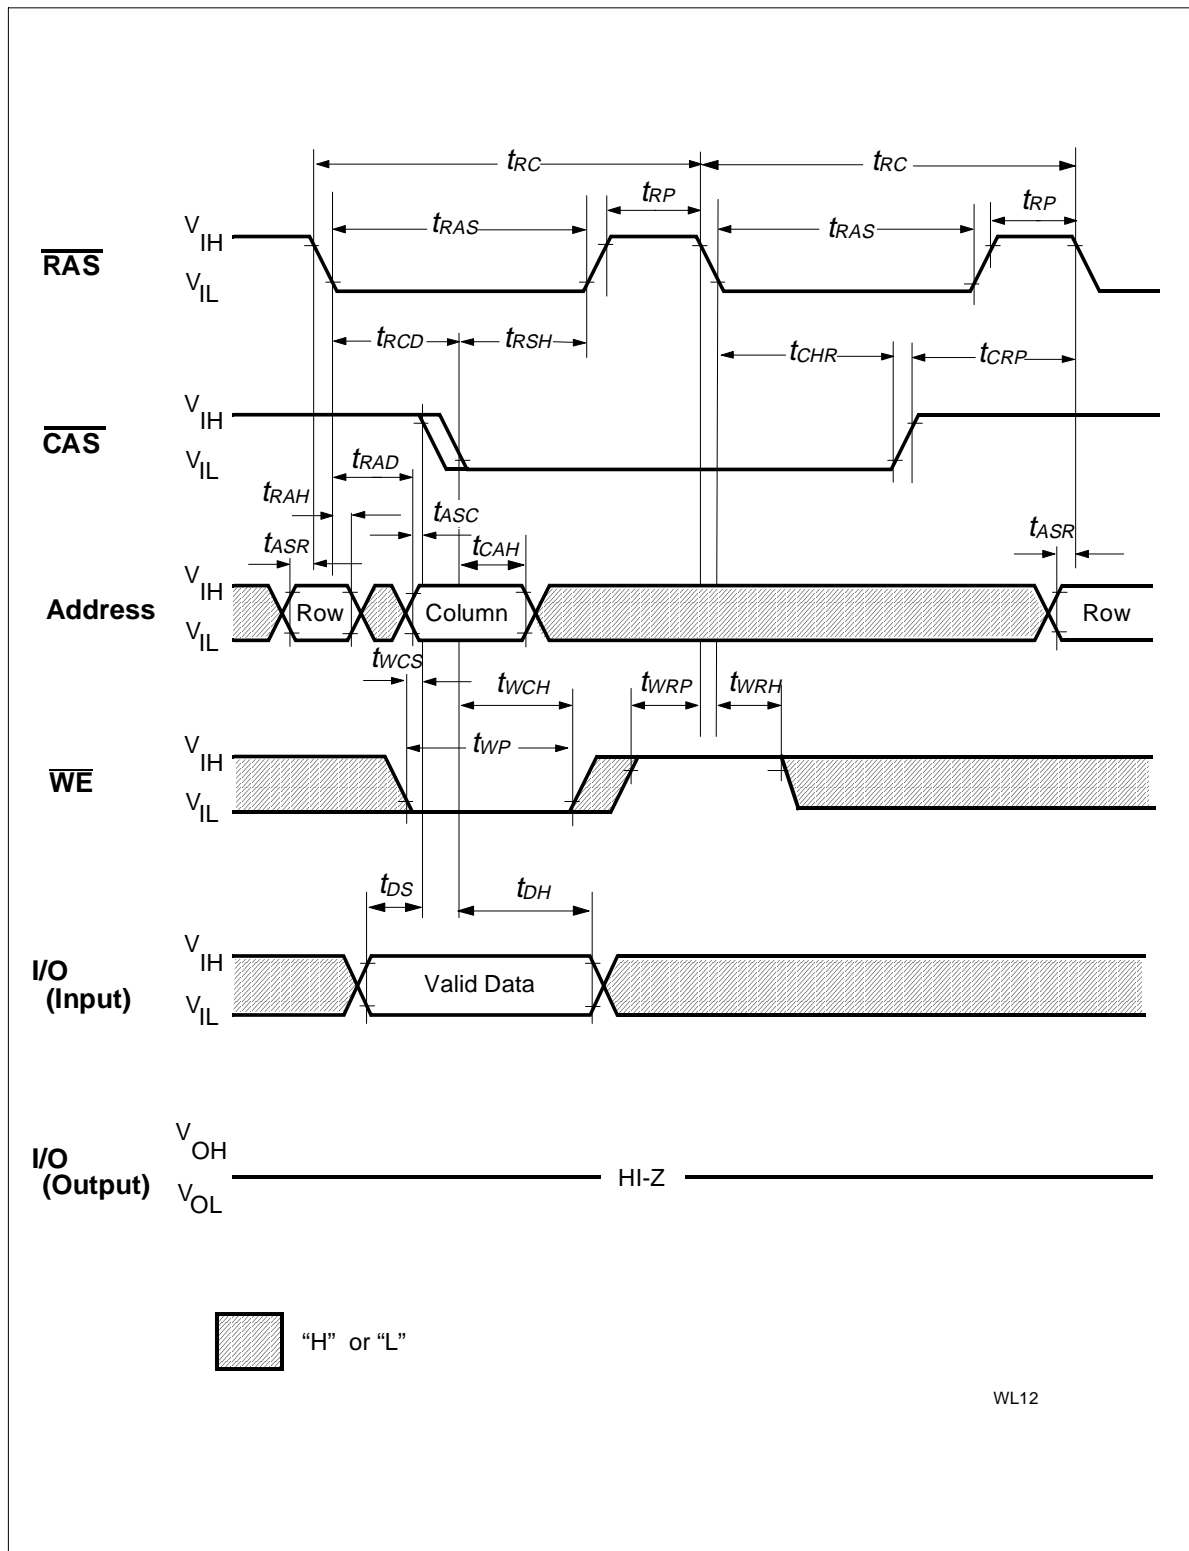 tRC tRC
tRP tRP
tRAS tRAS
RAS VIH
VIL
tRCD tRSH tCHR tCRP
CAS VIH
VIL
tRAD
tRAH tASC
tASR tCAH tASR
Address VIH
VIL
Row Column Row
tWCS tWCH tWRP tWRH
tWP
WE VIH
VIL
tDS tDH
I/O
(Input)
VIH
VIL
Valid Data
I/O
(Output)
VOH
VOL
HI-Z
“H” or “L”
WL12